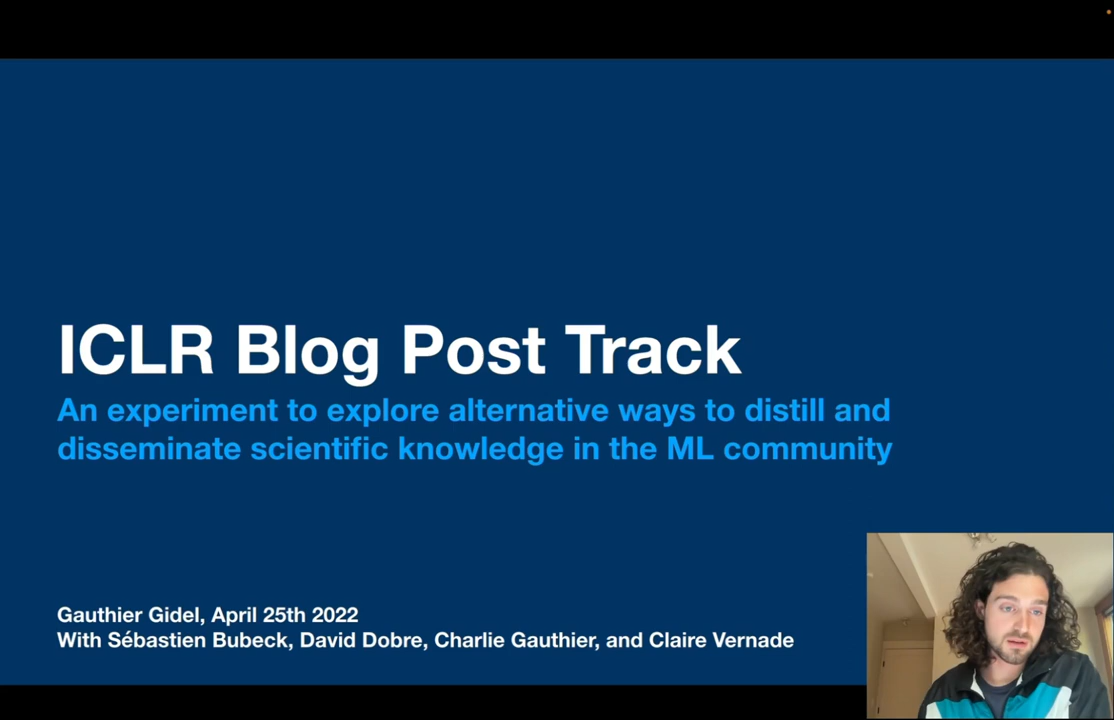 ICLR Blog Post Track
An experiment to explore alternative ways to distill and
disseminate scientific knowledge in the ML community
Gauthier Gidel, April 25th 2022
With Sébastien Bubeck, David Dobre, Charlie Gauthier, and Claire Vernade